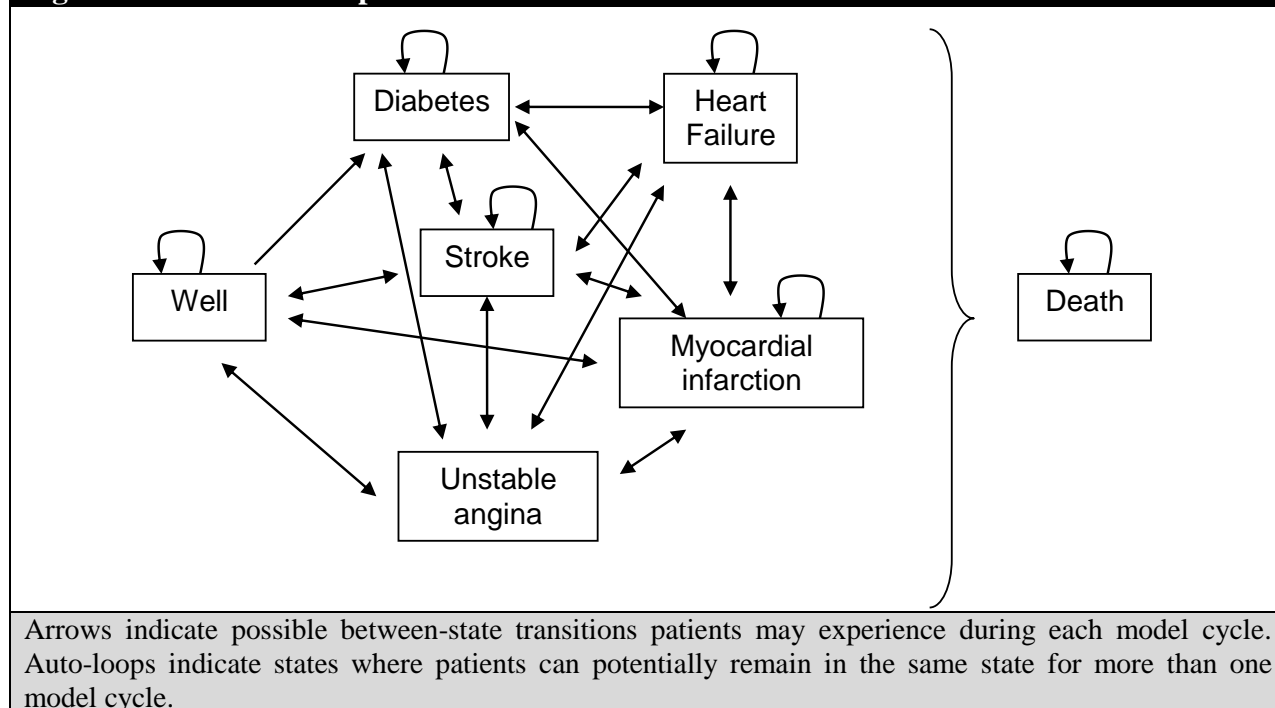 Diabetes
Heart
Failure
Stroke
Well
Death
Myocardial
infarction
Unstable
angina
Arrows indicate possible between-state transitions patients may experience during each model cycle.
Auto-loops indicate states where patients can potentially remain in the same state for more than one
model cycle.